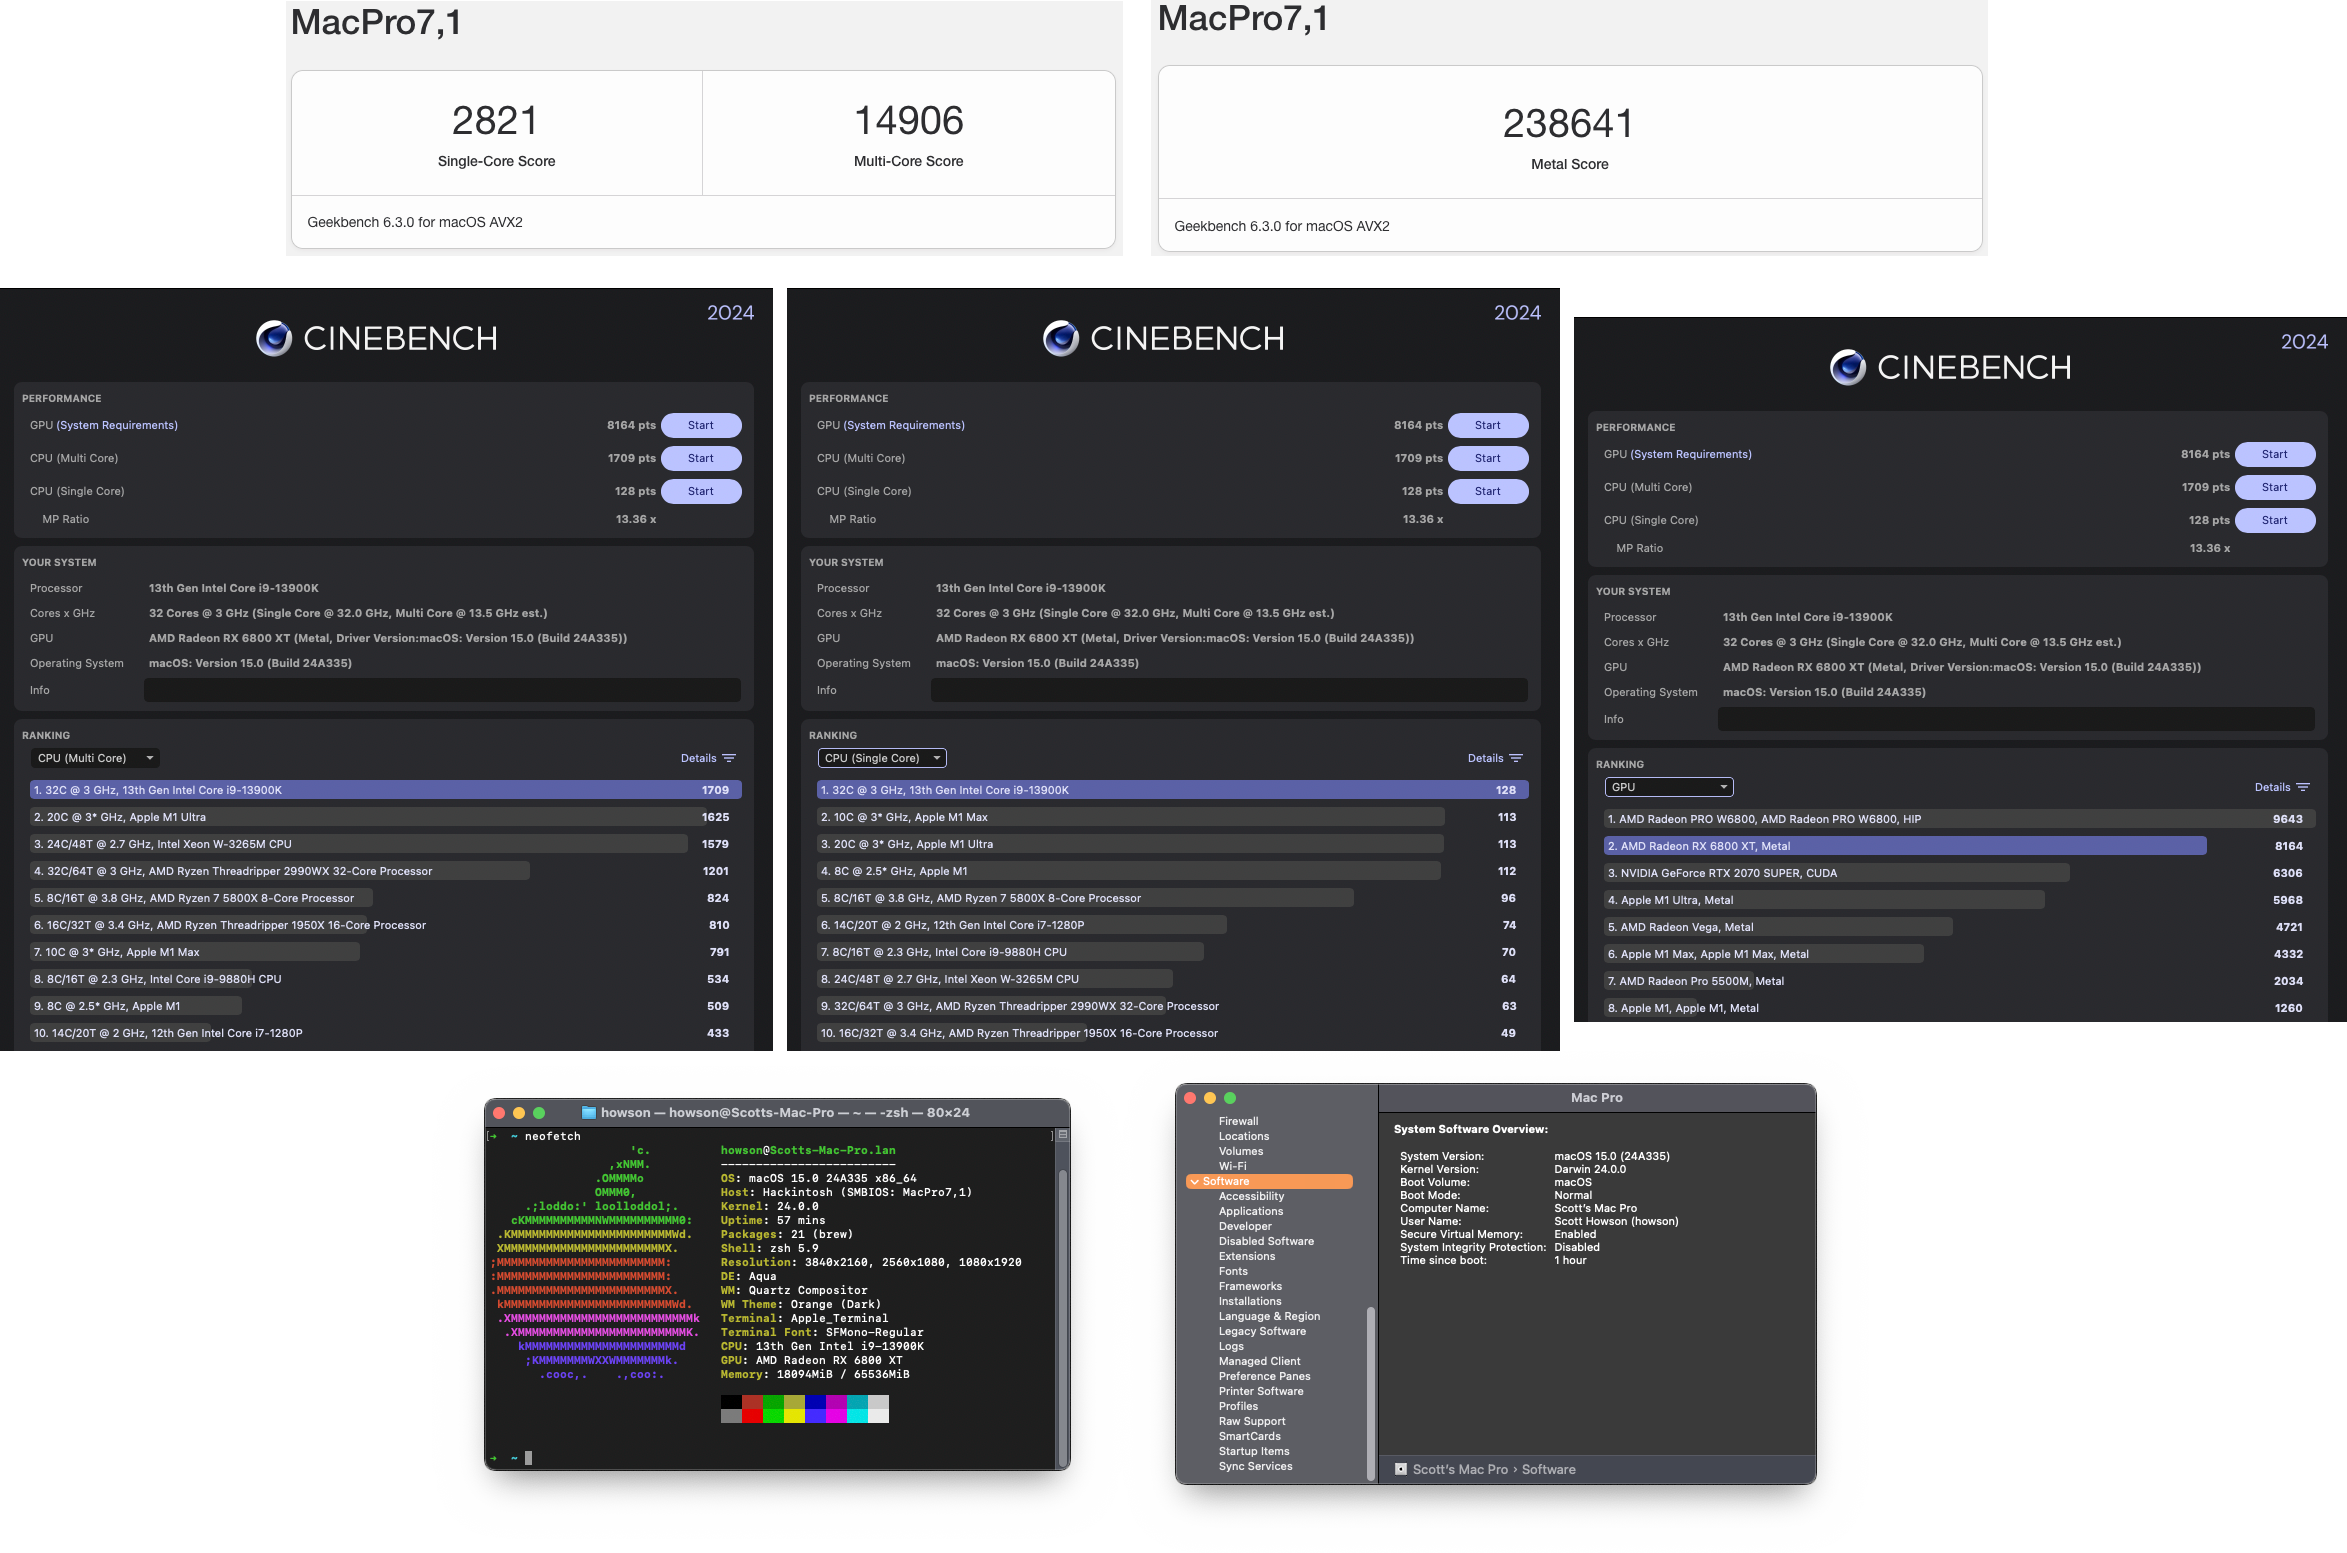 MacPro7,1
2821
Single-Core Score
14906
Multi-Core Score
Geekbench 6.3.0 for macOS AVX2
MacPro7,1
238641
Metal Score
Geekbench 6.3.0 for macOS AVX2
2024
CINEBENCH
PERFORMANCE
GPU (System Requirements) 8164 pts Start
CPU (Multi Core) 1709 pts Start
CPU (Single Core) 128 pts Start
MP Ratio 13.36 x
YOUR SYSTEM
Processor 13th Gen Intel Core i9-13900K
Cores x GHz 32 Cores @ 3 GHz (Single Core @ 32.0 GHz, Multi Core @ 13.5 GHz est.)
GPU AMD Radeon RX 6800 XT (Metal, Driver Version:macOS: Version 15.0 (Build 24A335))
Operating System macOS: Version 15.0 (Build 24A335)
Info
RANKING
CPU (Multi Core) Details
1. 32C @ 3 GHz, 13th Gen Intel Core i9-13900K 1709
2. 20C @ 3* GHz, Apple M1 Ultra 1625
3. 24C/48T @ 2.7 GHz, Intel Xeon W-3265M CPU 1579
4. 32C/64T @ 3 GHz, AMD Ryzen Threadripper 2990WX 32-Core Processor 1201
5. 8C/16T @ 3.8 GHz, AMD Ryzen 7 5800X 8-Core Processor 824
6. 16C/32T @ 3.4 GHz, AMD Ryzen Threadripper 1950X 16-Core Processor 810
7. 10C @ 3* GHz, Apple M1 Max 791
8. 8C/16T @ 2.3 GHz, Intel Core i9-9880H CPU 534
9. 8C @ 2.5* GHz, Apple M1 509
10. 14C/20T @ 2 GHz, 12th Gen Intel Core i7-1280P 433
2024
CINEBENCH
PERFORMANCE
GPU (System Requirements) 8164 pts Start
CPU (Multi Core) 1709 pts Start
CPU (Single Core) 128 pts Start
MP Ratio 13.36 x
YOUR SYSTEM
Processor 13th Gen Intel Core i9-13900K
Cores x GHz 32 Cores @ 3 GHz (Single Core @ 32.0 GHz, Multi Core @ 13.5 GHz est.)
GPU AMD Radeon RX 6800 XT (Metal, Driver Version:macOS: Version 15.0 (Build 24A335))
Operating System macOS: Version 15.0 (Build 24A335)
Info
RANKING
CPU (Single Core) Details
1. 32C @ 3 GHz, 13th Gen Intel Core i9-13900K 128
2. 10C @ 3* GHz, Apple M1 Max 113
3. 20C @ 3* GHz, Apple M1 Ultra 113
4. 8C @ 2.5* GHz, Apple M1 112
5. 8C/16T @ 3.8 GHz, AMD Ryzen 7 5800X 8-Core Processor 96
6. 14C/20T @ 2 GHz, 12th Gen Intel Core i7-1280P 74
7. 8C/16T @ 2.3 GHz, Intel Core i9-9880H CPU 70
8. 24C/48T @ 2.7 GHz, Intel Xeon W-3265M CPU 64
9. 32C/64T @ 3 GHz, AMD Ryzen Threadripper 2990WX 32-Core Processor 63
10. 16C/32T @ 3.4 GHz, AMD Ryzen Threadripper 1950X 16-Core Processor 49
2024
CINEBENCH
PERFORMANCE
GPU (System Requirements) 8164 pts Start
CPU (Multi Core) 1709 pts Start
CPU (Single Core) 128 pts Start
MP Ratio 13.36 x
YOUR SYSTEM
Processor 13th Gen Intel Core i9-13900K
Cores x GHz 32 Cores @ 3 GHz (Single Core @ 32.0 GHz, Multi Core @ 13.5 GHz est.)
GPU AMD Radeon RX 6800 XT (Metal, Driver Version:macOS: Version 15.0 (Build 24A335))
Operating System macOS: Version 15.0 (Build 24A335)
Info
RANKING
GPU Details
1. AMD Radeon PRO W6800, AMD Radeon PRO W6800, HIP 9643
2. AMD Radeon RX 6800 XT, Metal 8164
3. NVIDIA GeForce RTX 2070 SUPER, CUDA 6306
4. Apple M1 Ultra, Metal 5968
5. AMD Radeon Vega, Metal 4721
6. Apple M1 Max, Apple M1 Max, Metal 4332
7. AMD Radeon Pro 5500M, Metal 2034
8. Apple M1, Apple M1, Metal 1260
howson — howson@Scotts-Mac-Pro — ~ — -zsh — 80×24
[➜ ~ neofetch ]
'c. howson@Scotts-Mac-Pro.lan
,xNMM. -------------------------
.OMMMMo OS: macOS 15.0 24A335 x86_64
OMMM0, Host: Hackintosh (SMBIOS: MacPro7,1)
.;loddo:' loolloddol;. Kernel: 24.0.0
cKMMMMMMMMMMNWMMMMMMMMMM0: Uptime: 57 mins
.KMMMMMMMMMMMMMMMMMMMMMMMWd. Packages: 21 (brew)
XMMMMMMMMMMMMMMMMMMMMMMMX. Shell: zsh 5.9
;MMMMMMMMMMMMMMMMMMMMMMMM: Resolution: 3840x2160, 2560x1080, 1080x1920
:MMMMMMMMMMMMMMMMMMMMMMMM: DE: Aqua
.MMMMMMMMMMMMMMMMMMMMMMMMX. WM: Quartz Compositor
kMMMMMMMMMMMMMMMMMMMMMMMMWd. WM Theme: Orange (Dark)
.XMMMMMMMMMMMMMMMMMMMMMMMMMMk Terminal: Apple_Terminal
.XMMMMMMMMMMMMMMMMMMMMMMMMK. Terminal Font: SFMono-Regular
kMMMMMMMMMMMMMMMMMMMMMMd CPU: 13th Gen Intel i9-13900K
;KMMMMMMMWXXWMMMMMMMk. GPU: AMD Radeon RX 6800 XT
.cooc,. .,coo:. Memory: 18094MiB / 65536MiB
➜ ~
Firewall
Locations
Volumes
Wi-Fi
Software
Accessibility
Applications
Developer
Disabled Software
Extensions
Fonts
Frameworks
Installations
Language & Region
Legacy Software
Logs
Managed Client
Preference Panes
Printer Software
Profiles
Raw Support
SmartCards
Startup Items
Sync Services
Mac Pro
System Software Overview:
System Version: macOS 15.0 (24A335)
Kernel Version: Darwin 24.0.0
Boot Volume: macOS
Boot Mode: Normal
Computer Name: Scott's Mac Pro
User Name: Scott Howson (howson)
Secure Virtual Memory: Enabled
System Integrity Protection: Disabled
Time since boot: 1 hour
Scott's Mac Pro › Software